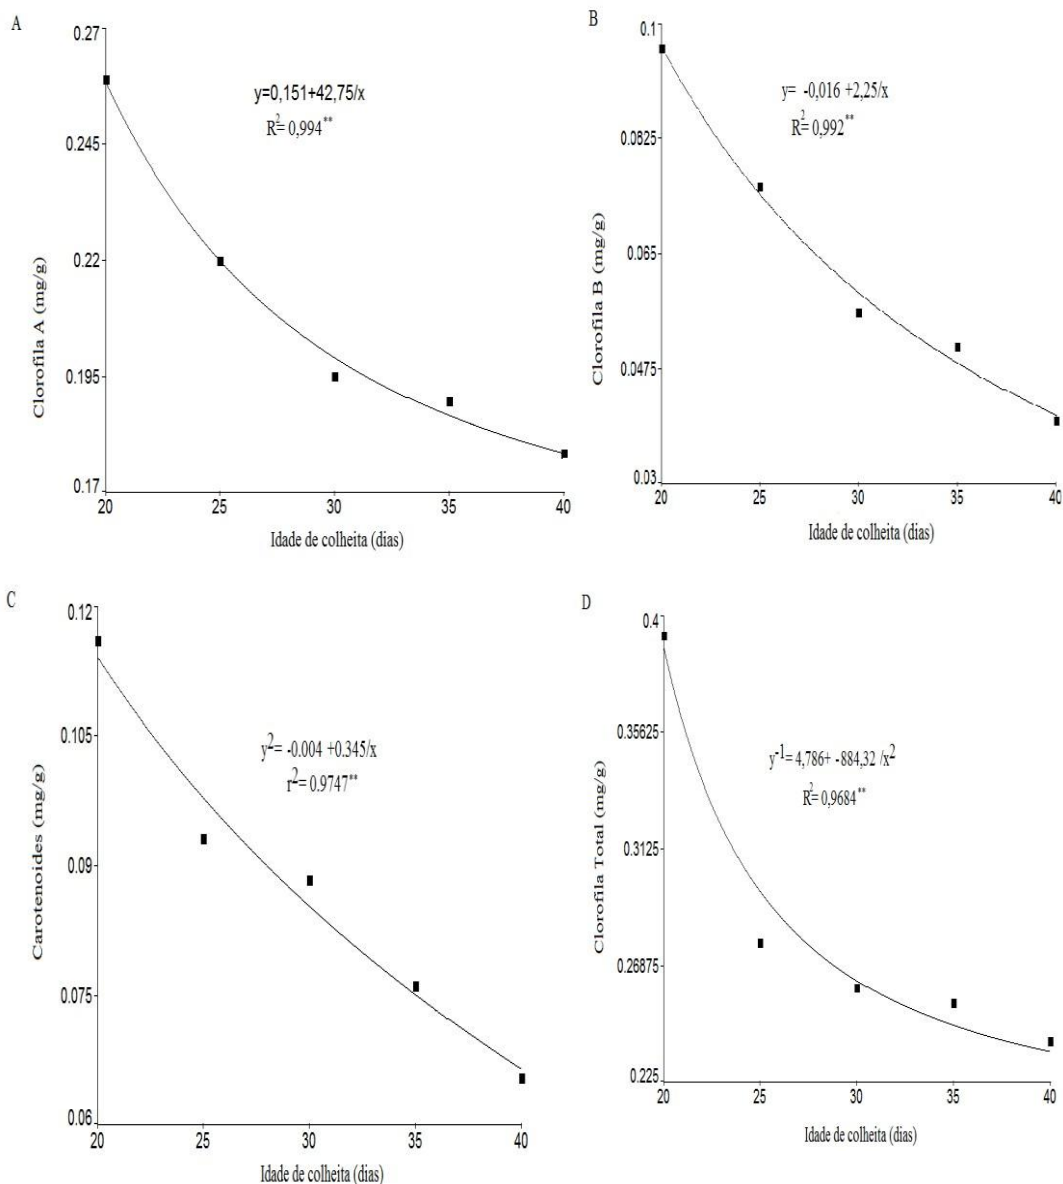 A
Clorofila A (mg/g)
0.27
0.245
0.22
0.195
0.17
y=0,151+42,75/x
R²= 0,994**
20 25 30 35 40
Idade de colheita (dias)
B
Clorofila B (mg/g)
0.1
0.0825
0.065
0.0475
0.03
y= -0,016 +2,25/x
R²= 0,992**
20 25 30 35 40
Idade de colheita (dias)
C
Carotenoides (mg/g)
0.12
0.105
0.09
0.075
0.06
y²= -0.004 +0.345/x
r²= 0.9747**
20 25 30 35 40
Idade de colheita (dias)
D
Clorofila Total (mg/g)
0.4
0.35625
0.3125
0.26875
0.225
y⁻¹= 4,786+ -884,32 /x²
R²= 0,9684**
20 25 30 35 40
Idade de colheita (dias)